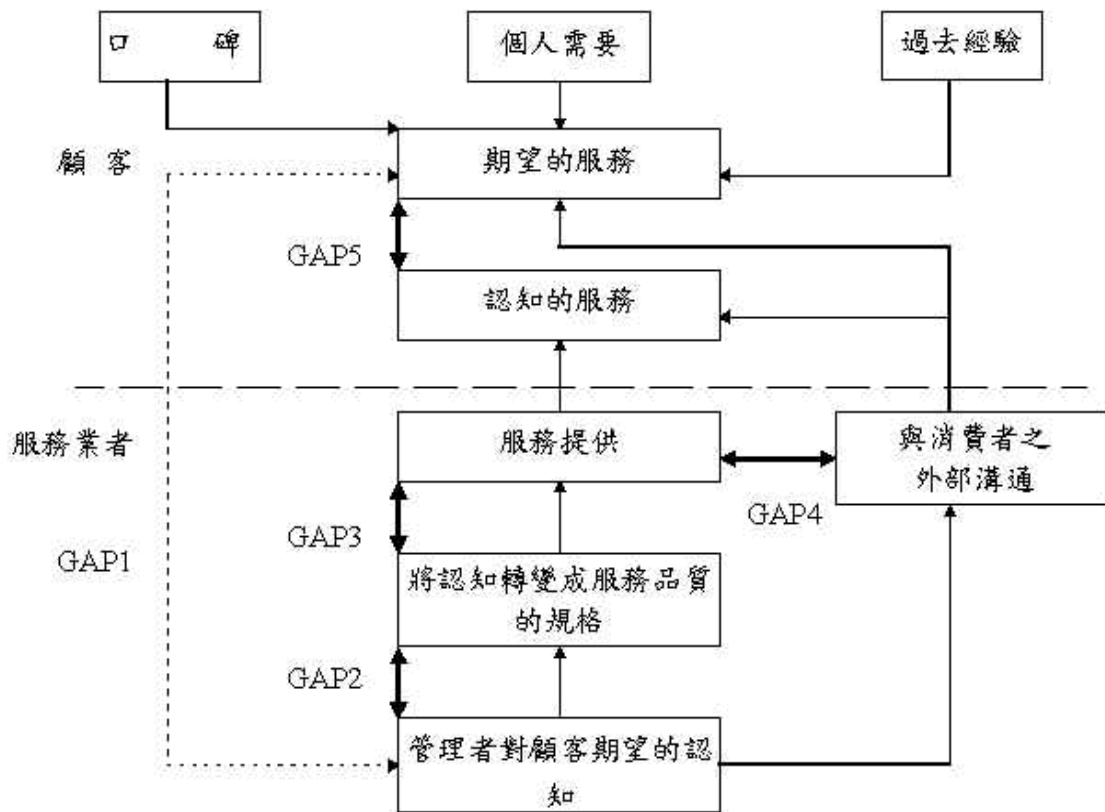 口 碑
個人需要
過去經驗
顧 客
期望的服務
GAP5
認知的服務
服務業者
服務提供
與消費者之
外部溝通
GAP4
GAP3
GAP1
將認知轉變成服務品質
的規格
GAP2
管理者對顧客期望的認
知